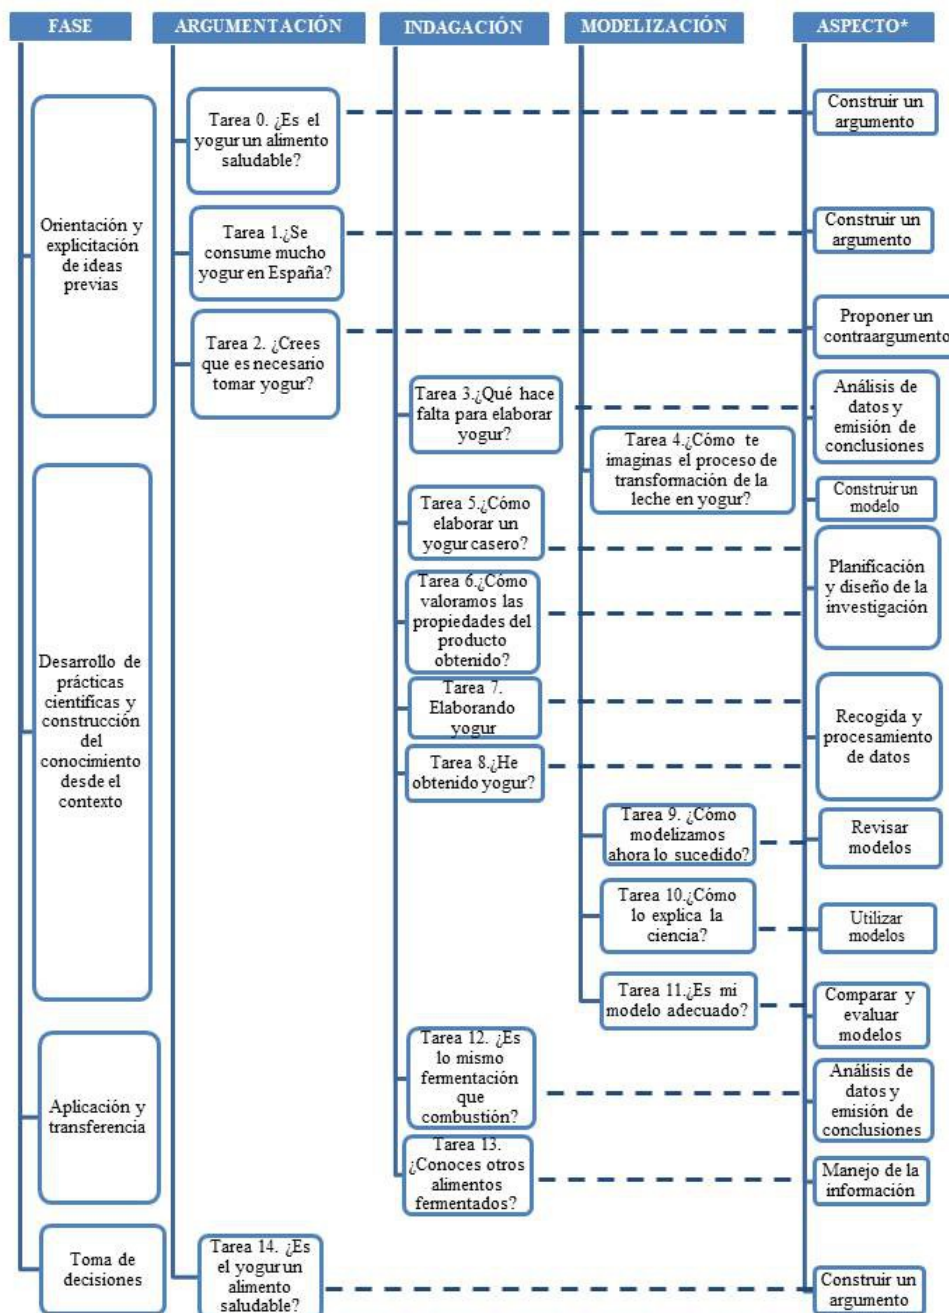 FASE
ARGUMENTACIÓN
INDAGACIÓN
MODELIZACIÓN
ASPECTO*
Orientación y
explicitación
de ideas
previas
Tarea 0. ¿Es el
yogur un alimento
saludable?
Construir un
argumento
Tarea 1.¿Se
consume mucho
yogur en España?
Construir un
argumento
Tarea 2. ¿Crees
que es necesario
tomar yogur?
Proponer un
contraargumento
Desarrollo de
prácticas
científicas y
construcción
del
conocimiento
desde el
contexto
Tarea 3.¿Qué hace
falta para elaborar
yogur?
Análisis de
datos y
emisión de
conclusiones
Tarea 4.¿Cómo te
imaginas el proceso de
transformación de la
leche en yogur?
Construir un
modelo
Tarea 5.¿Cómo
elaborar un
yogur casero?
Tarea 6.¿Cómo
valoramos las
propiedades del
producto
obtenido?
Planificación
y diseño de la
investigación
Tarea 7.
Elaborando
yogur
Tarea 8.¿He
obtenido yogur?
Recogida y
procesamiento
de datos
Tarea 9. ¿Cómo
modelizamos
ahora lo sucedido?
Revisar
modelos
Tarea 10.¿Cómo
lo explica la
ciencia?
Utilizar
modelos
Tarea 11.¿Es mi
modelo adecuado?
Comparar y
evaluar
modelos
Aplicación y
transferencia
Tarea 12. ¿Es
lo mismo
fermentación
que
combustión?
Análisis de
datos y
emisión de
conclusiones
Tarea 13.
¿Conoces otros
alimentos
fermentados?
Manejo de la
información
Toma de
decisiones
Tarea 14. ¿Es
el yogur un
alimento
saludable?
Construir un
argumento